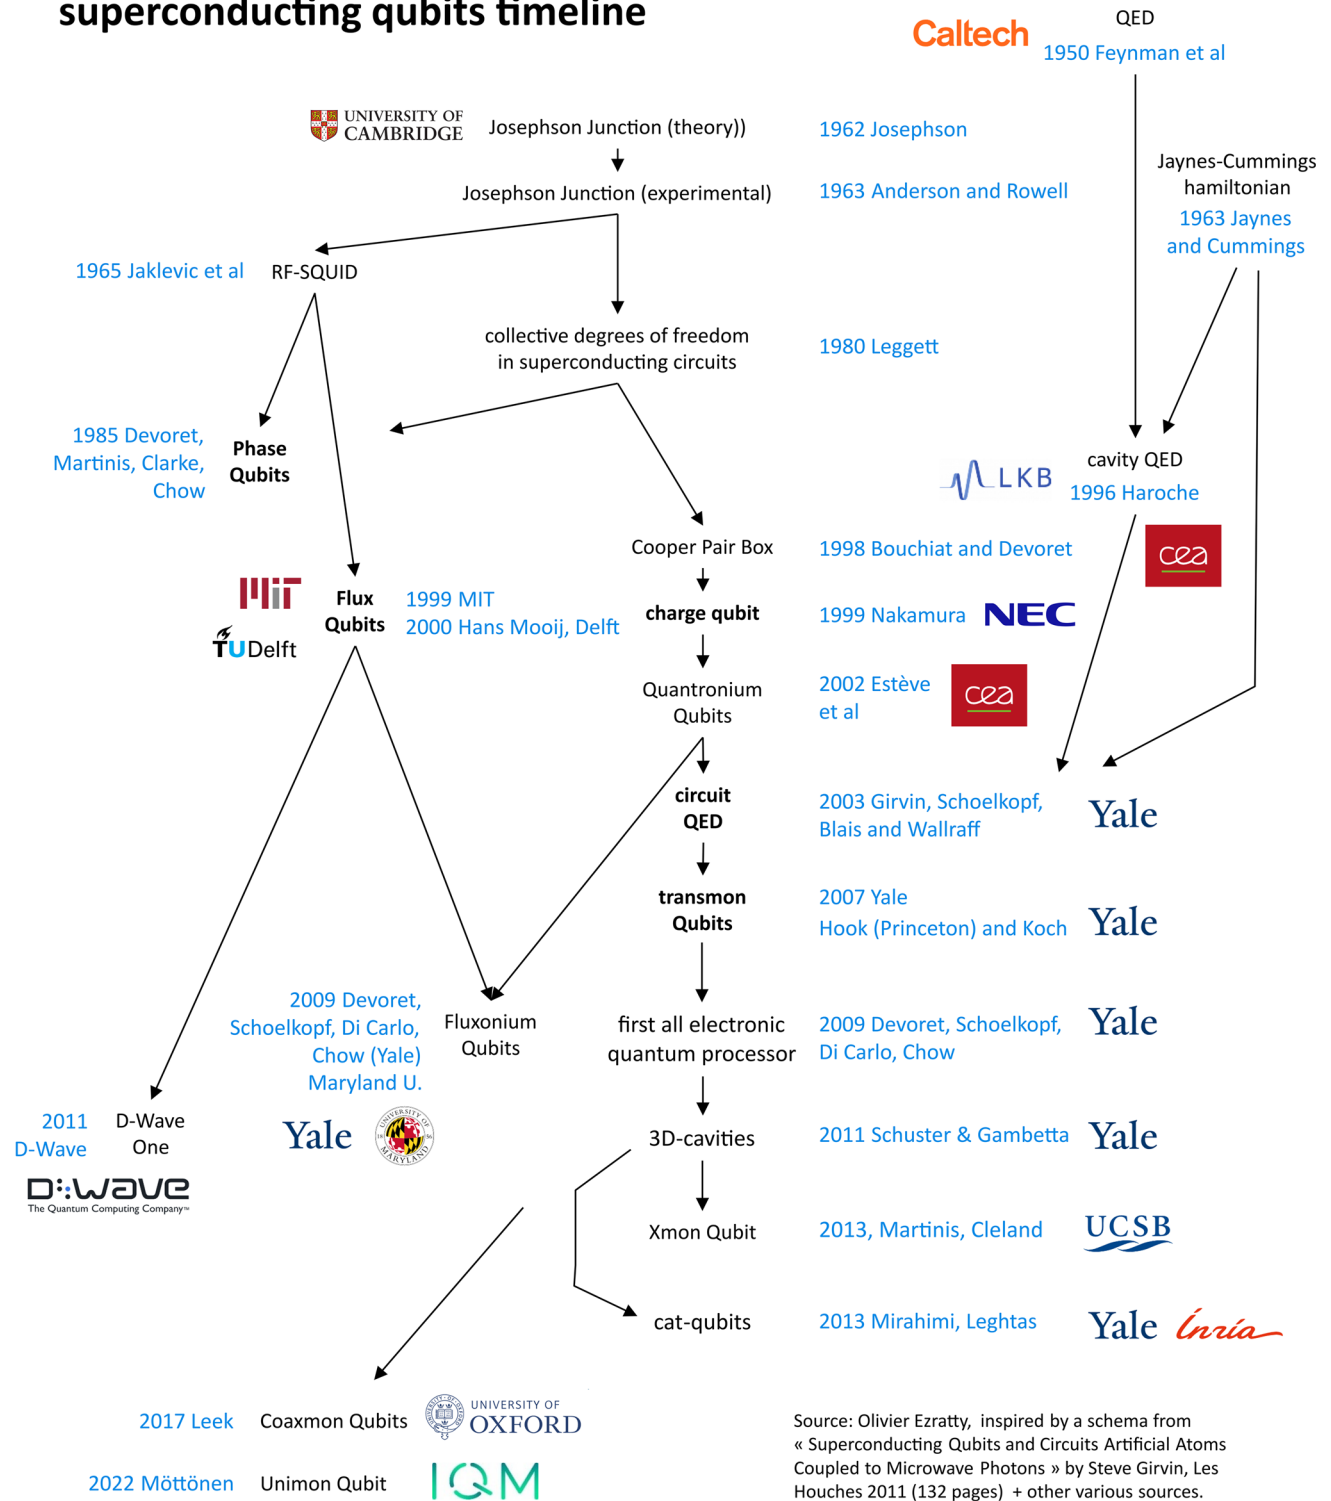 superconducting qubits timeline
Caltech
QED
1950 Feynman et al
UNIVERSITY OF
CAMBRIDGE
Josephson Junction (theory))
1962 Josephson
Jaynes-Cummings
hamiltonian
1963 Jaynes
and Cummings
Josephson Junction (experimental)
1963 Anderson and Rowell
1965 Jaklevic et al
RF-SQUID
collective degrees of freedom
in superconducting circuits
1980 Leggett
1985 Devoret,
Martinis, Clarke,
Chow
Phase
Qubits
LKB
cavity QED
1996 Haroche
Cooper Pair Box
1998 Bouchiat and Devoret
cea
MIT
TUDelft
Flux
Qubits
1999 MIT
2000 Hans Mooij, Delft
charge qubit
1999 Nakamura
NEC
Quantronium
Qubits
2002 Estève
et al
cea
circuit
QED
2003 Girvin, Schoelkopf,
Blais and Wallraff
Yale
transmon
Qubits
2007 Yale
Hook (Princeton) and Koch
Yale
2009 Devoret,
Schoelkopf, Di Carlo,
Chow (Yale)
Maryland U.
Fluxonium
Qubits
first all electronic
quantum processor
2009 Devoret, Schoelkopf,
Di Carlo, Chow
Yale
2011
D-Wave
D-Wave
One
D:wave
The Quantum Computing Company™
Yale
UNIVERSITY OF
MARYLAND
18
56
3D-cavities
2011 Schuster & Gambetta
Yale
Xmon Qubit
2013, Martinis, Cleland
UCSB
cat-qubits
2013 Mirahimi, Leghtas
Yale
Inria
2017 Leek
Coaxmon Qubits
UNIVERSITY OF
OXFORD
2022 Möttönen
Unimon Qubit
IQM
Source: Olivier Ezratty, inspired by a schema from
« Superconducting Qubits and Circuits Artificial Atoms
Coupled to Microwave Photons » by Steve Girvin, Les
Houches 2011 (132 pages) + other various sources.